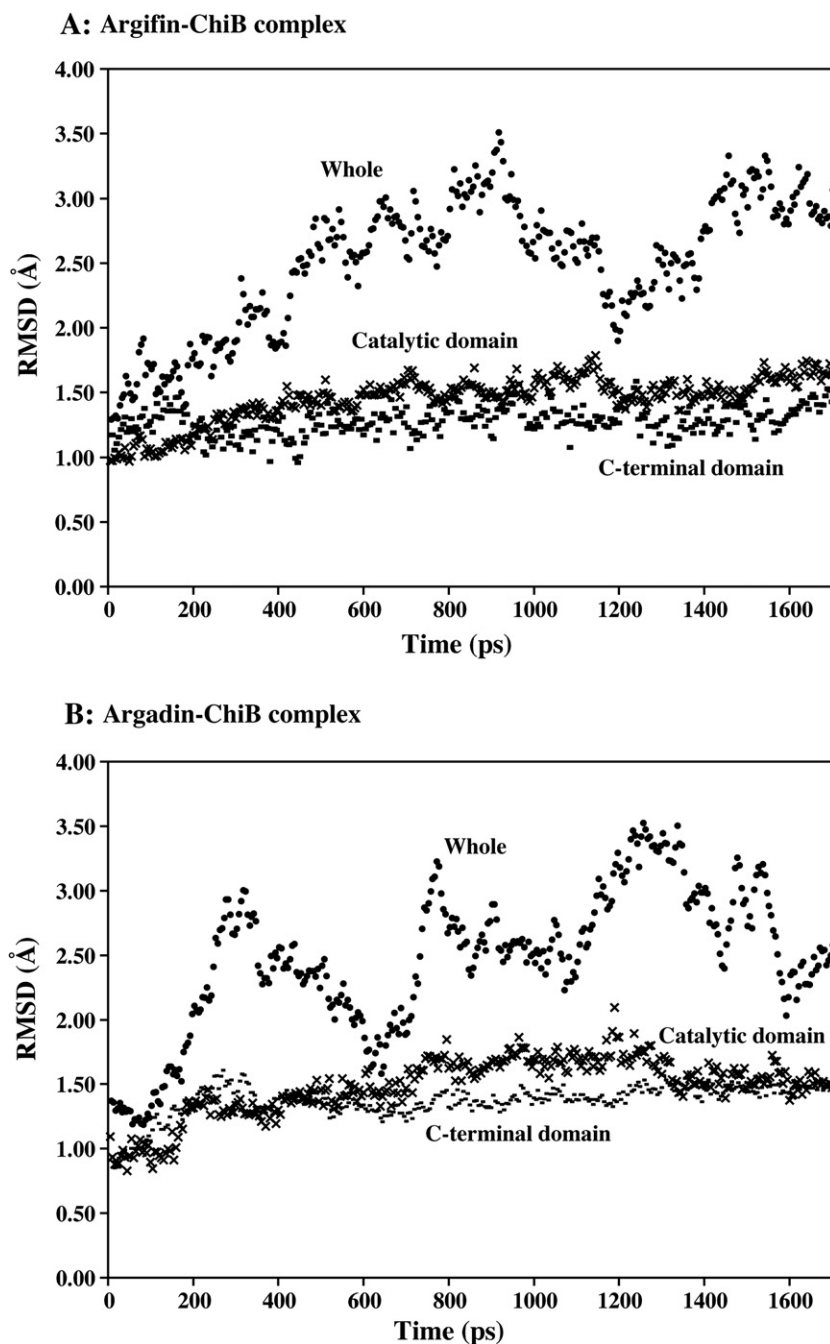 A: Argifin-ChiB complex
4.00
3.50
Whole
3.00
2.50
RMSD (Å)
2.00
Catalytic domain
1.50
1.00
C-terminal domain
0.50
0.00
0 200 400 600 800 1000 1200 1400 1600
Time (ps)
B: Argadin-ChiB complex
4.00
3.50
Whole
3.00
2.50
RMSD (Å)
2.00
Catalytic domain
1.50
1.00
C-terminal domain
0.50
0.00
0 200 400 600 800 1000 1200 1400 1600
Time (ps)